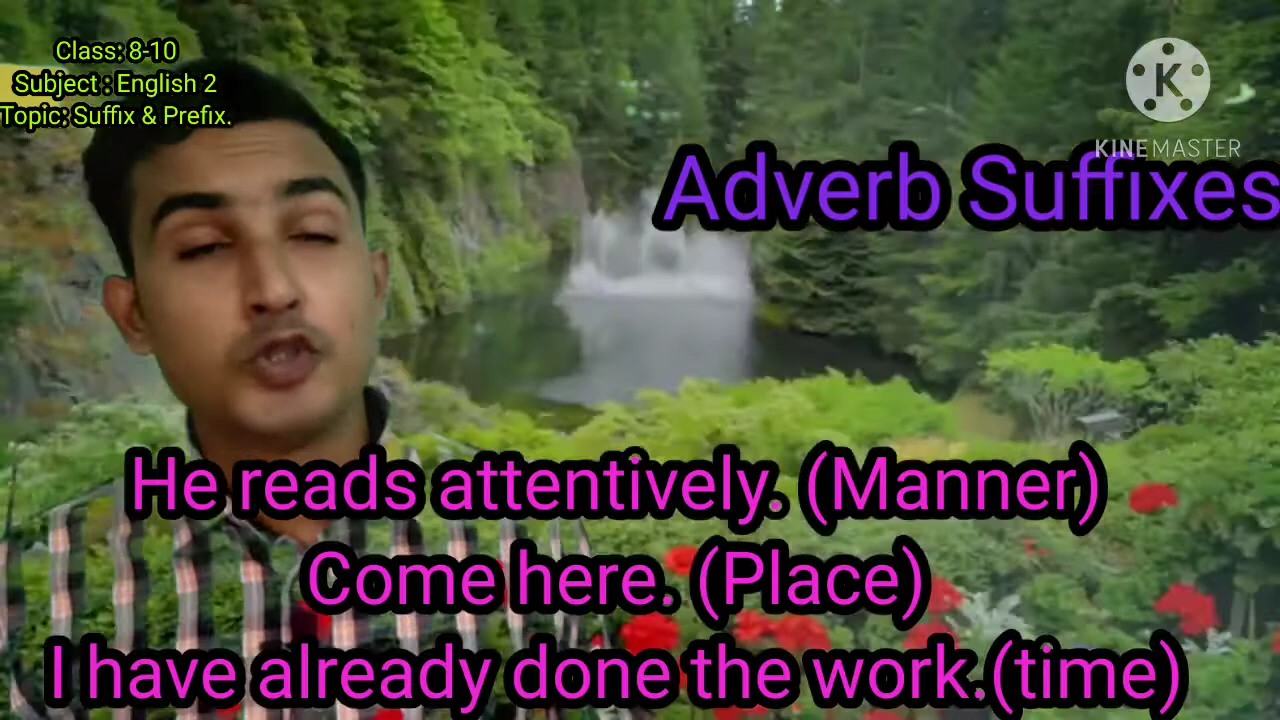 Class: 8-10
Subject : English 2
Topic: Suffix & Prefix.
K
KINEMASTER
Adverb Suffixes
He reads attentively. (Manner)
Come here. (Place)
I have already done the work.(time)